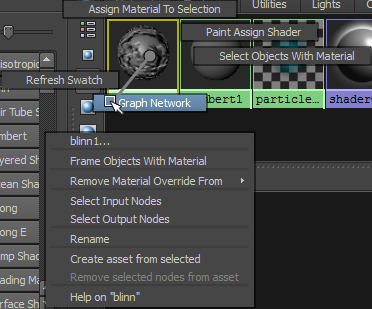 Assign Material To Selection
Utilities
Lights
Paint Assign Shader
Select Objects With Material
Refresh Swatch
Graph Network
bert1
particle...
shader
blinn1...
Frame Objects With Material
Remove Material Override From
Select Input Nodes
Select Output Nodes
Rename
Create asset from selected
Remove selected nodes from asset
Help on "blinn"
isotropic
ir Tube S
mbert
yered Sh
ean Shad
ong
ong E
mp Shad
ading Ma
rface Sh